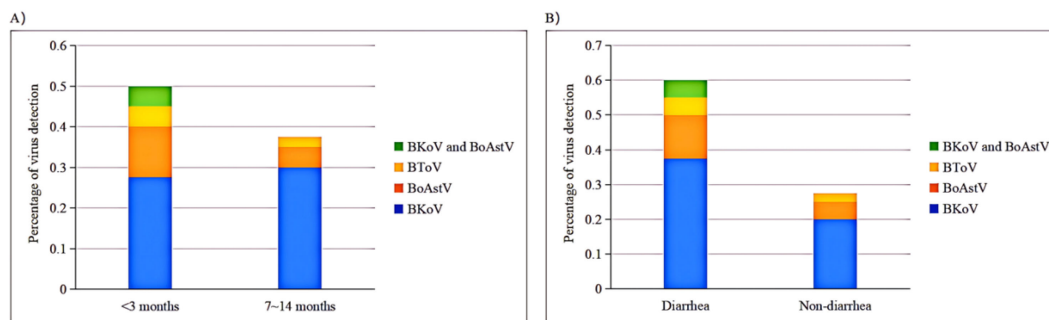 A)
Percentage of virus detection
0.6
0.5
0.4
0.3
0.2
0.1
0
<3 months
7~14 months
BKoV and BoAstV
BToV
BoAstV
BKoV
B)
Percentage of virus detection
0.7
0.6
0.5
0.4
0.3
0.2
0.1
0
Diarrhea
Non-diarrhea
BKoV and BoAstV
BToV
BoAstV
BKoV